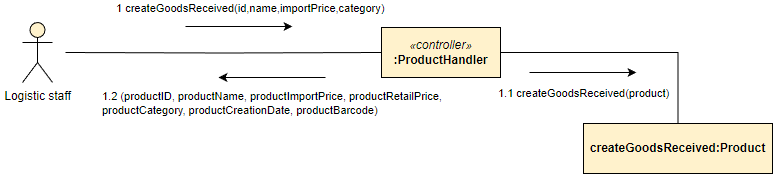 1 createGoodsReceived(id,name,importPrice,category)
«controller»
:ProductHandler
Logistic staff
1.2 (productID, productName, productImportPrice, productRetailPrice,
productCategory, productCreationDate, productBarcode)
1.1 createGoodsReceived(product)
createGoodsReceived:Product